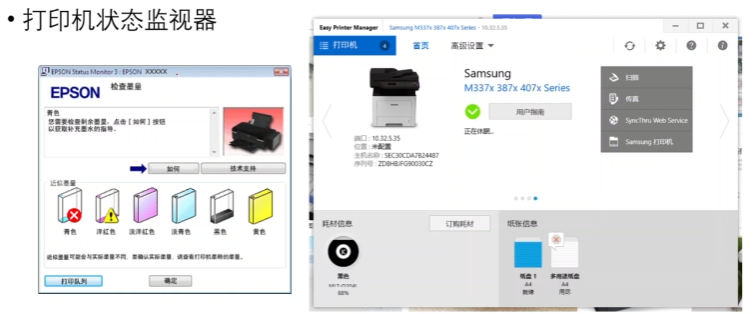 • 打印机状态监视器
EPSON Status Monitor 3 : EPSON XXXXX
EPSON
检查墨量
青色
您需要检查剩余墨量。点击 [如何] 按钮
以获取补充墨水的指导。
如何
技术支持
近似墨量
青色 洋红色 淡洋红色 淡青色 黑色 黄色
近似墨量可能会与实际墨量不同。要确认实际墨量，请查看打印机墨桶的墨量。
打印队列
确定
Easy Printer Manager Samsung M337x 387x 407x Series - 10.32.5.35
打印机 4 首页 高级设置
Samsung
M337x 387x 407x Series
用户指南
正在休眠...
端口 : 10.32.5.35
位置 : 未配置
主机名称 : SEC30CDA7B24487
序列号 : ZDBHBJFG90030CZ
扫描
传真
SyncThru Web Service
Samsung 打印机
耗材信息
订购耗材
黑色
88%
纸张信息
纸盘 1
A4
就绪
多用途纸盘
A4
用尽